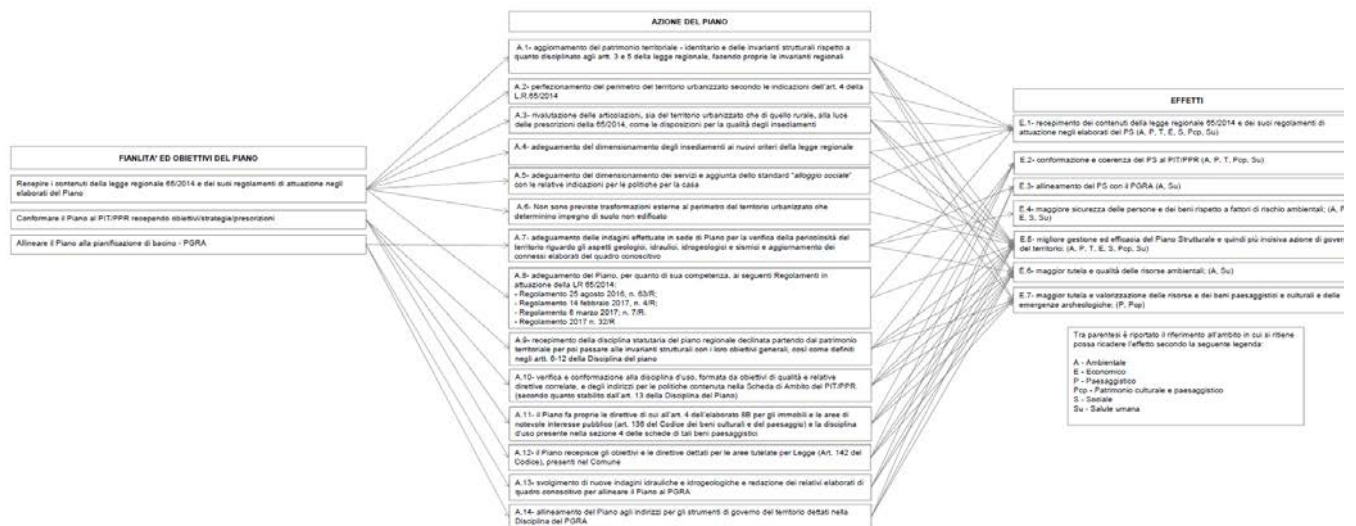 FIANLITA' ED OBIETTIVI DEL PIANO
Recepire i contenuti della legge regionale 65/2014 e dei suoi regolamenti di attuazione negli
elaborati del Piano
Conformare il Piano al PIT/PPR recependo obiettivi/strategie/prescrizioni
Allineare il Piano alla pianificazione di bacino - PGRA
AZIONE DEL PIANO
A.1- aggiornamento del patrimonio territoriale - identitario e delle invarianti strutturali rispetto a
quanto disciplinato agli artt. 3 e 5 della legge regionale, facendo proprie le invarianti regionali
A.2- perfezionamento del perimetro del territorio urbanizzato secondo le indicazioni dell'art. 4 della
L.R.65/2014
A.3- rivalutazione delle articolazioni, sia del territorio urbanizzato che di quello rurale, alla luce
delle prescrizioni della 65/2014, come le disposizioni per la qualità degli insediamenti
A.4- adeguamento del dimensionamento degli insediamenti ai nuovi criteri della legge regionale
A.5- adeguamento del dimensionamento dei servizi e aggiunta dello standard "alloggio sociale"
con le relative indicazioni per le politiche per la casa
A.6- Non sono previste trasformazioni esterne al perimetro del territorio urbanizzato che
determinino impegno di suolo non edificato
A.7- adeguamento delle indagini effettuate in sede di Piano per la verifica della pericolosità del
territorio riguardo gli aspetti geologici, idraulici, idrogeologici e sismici e aggiornamento dei
connessi elaborati del quadro conoscitivo
A.8- adeguamento del Piano, per quanto di sua competenza, ai seguenti Regolamenti in
attuazione della LR 65/2014:
- Regolamento 25 agosto 2016, n. 63/R;
- Regolamento 14 febbraio 2017, n. 4/R;
- Regolamento 6 marzo 2017; n. 7/R.
- Regolamento 2017 n. 32/R
A.9- recepimento della disciplina statutaria del piano regionale declinata partendo dal patrimonio
territoriale per poi passare alle invarianti strutturali con i loro obiettivi generali, così come definiti
negli artt. 6-12 della Disciplina del piano
A.10- verifica e conformazione alla disciplina d'uso, formata da obiettivi di qualità e relative
direttive correlate, e degli indirizzi per le politiche contenuta nella Scheda di Ambito del PIT/PPR.
(secondo quanto stabilito dall'art. 13 della Disciplina del Piano)
A.11- il Piano fa proprie le direttive di cui all'art. 4 dell'elaborato 8B per gli immobili e le aree di
notevole interesse pubblico (art. 136 del Codice dei beni culturali e del paesaggio) e la disciplina
d'uso presente nella sezione 4 delle schede di tali beni paesaggistici
A.12- il Piano recepisce gli obiettivi e le direttive dettati per le aree tutelate per Legge (Art. 142 del
Codice), presenti nel Comune
A.13- svolgimento di nuove indagini idrauliche e idrogeologiche e redazione dei relativi elaborati di
quadro conoscitivo per allineare il Piano al PGRA
A.14- allineamento del Piano agli indirizzi per gli strumenti di governo del territorio dettati nella
Disciplina del PGRA
EFFETTI
E.1- recepimento dei contenuti della legge regionale 65/2014 e dei suoi regolamenti di
attuazione negli elaborati del PS (A, P, T, E, S, Pcp, Su)
E.2- conformazione e coerenza del PS al PIT/PPR (A, P, T, Pcp, Su)
E.3- allineamento del PS con il PGRA (A, Su)
E.4- maggiore sicurezza delle persone e dei beni rispetto a fattori di rischio ambientali; (A, P
E, S, Su)
E.5- migliore gestione ed efficacia del Piano Strutturale e quindi più incisiva azione di gover
del territorio; (A, P, T, E, S, Pcp, Su)
E.6- maggior tutela e qualità delle risorse ambientali; (A, Su)
E.7- maggior tutela e valorizzazione delle risorse e dei beni paesaggistici e culturali e delle
emergenze archeologiche; (P, Pcp)
Tra parentesi è riportato il riferimento all'ambito in cui si ritiene
possa ricadere l'effetto secondo la seguente legenda:
A - Ambientale
E - Economico
P - Paesaggistico
Pcp - Patrimonio culturale e paesaggistico
S - Sociale
Su - Salute umana